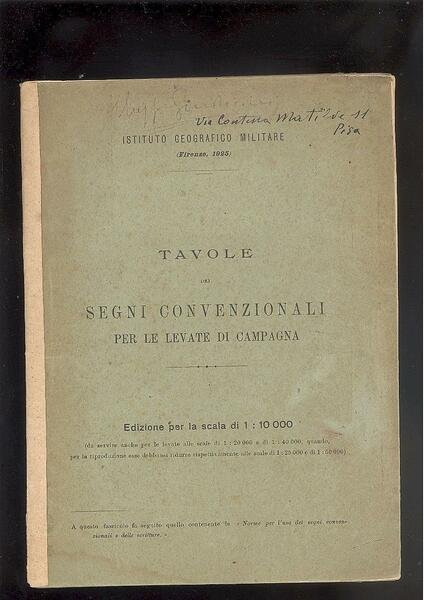 Via Contessa Matilde 11
Pisa
ISTITUTO GEOGRAFICO MILITARE
(Firenze, 1925)
TAVOLE
DEI
SEGNI CONVENZIONALI
PER LE LEVATE DI CAMPAGNA
Edizione per la scala di 1 : 10 000
(da servire anche per le levate alle scale di 1 : 20 000 e di 1 : 40 000, quando,
per la riproduzione esse debbano ridursi rispettivamente alle scale di 1 : 25 000 e di 1 : 50 000)
A questo fascicolo fa seguito quello contenente le « Norme per l'uso dei segni conven-
zionali e delle scritture. »